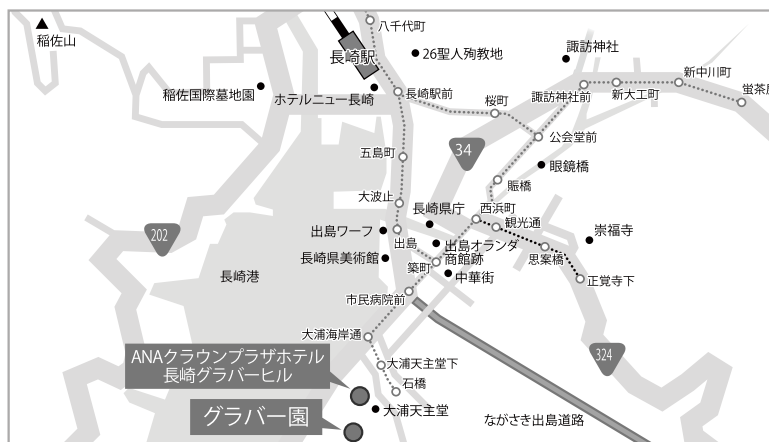 八千代町
稲佐山
長崎駅
26聖人殉教地
諏訪神社
新中川町
稲佐国際墓地園
ホテルニュー長崎
長崎駅前
桜町
諏訪神社前
新大工町
蛍茶屋
公会堂前
五島町
34
眼鏡橋
賑橋
大波止
長崎県庁
西浜町
観光通
崇福寺
202
出島ワーフ
出島
出島オランダ
商館跡
思案橋
長崎県美術館
築町
中華街
長崎港
正覚寺下
市民病院前
大浦海岸通
324
ANAクラウンプラザホテル
長崎グラバーヒル
大浦天主堂下
石橋
グラバー園
大浦天主堂
ながさき出島道路